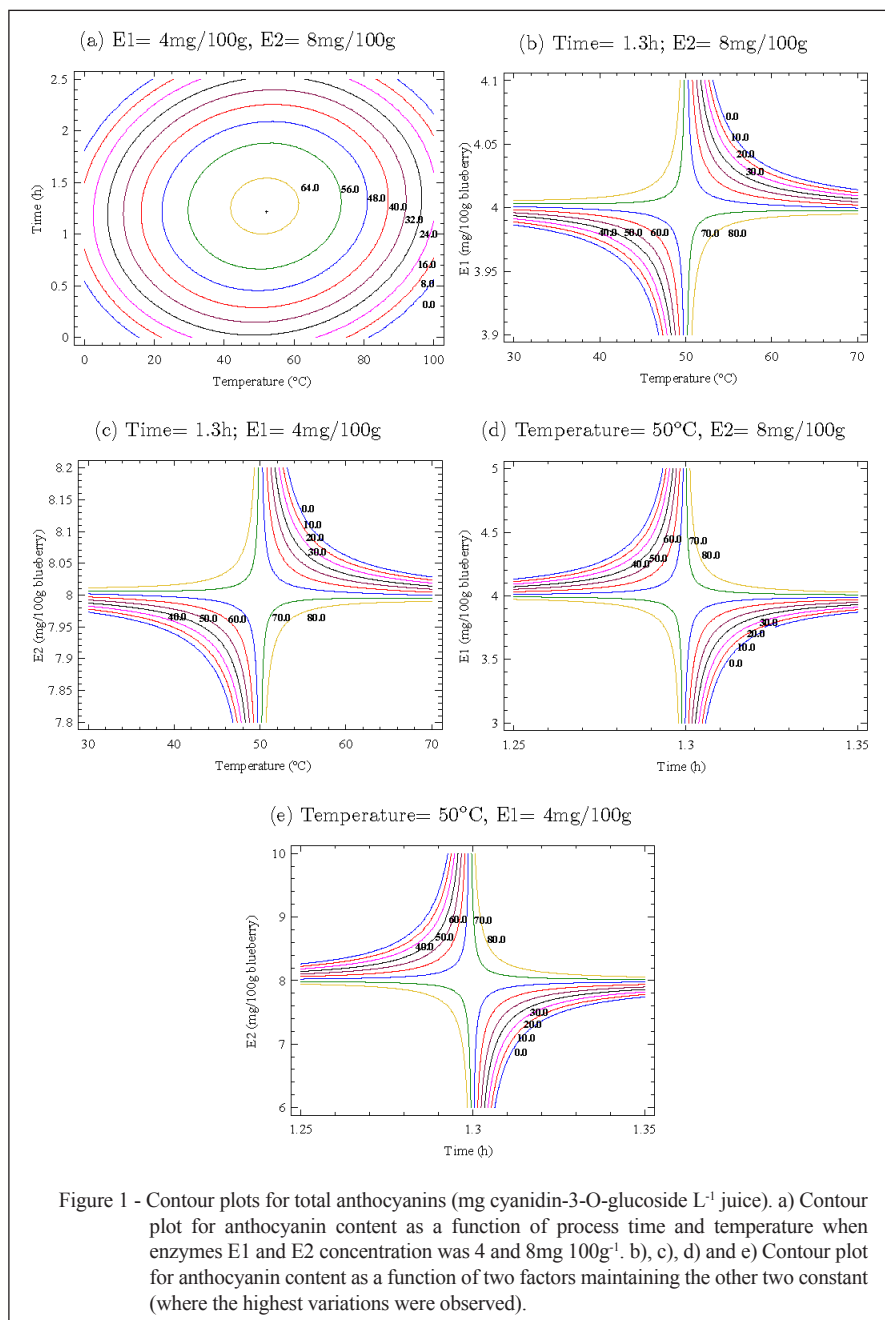 (a) E1= 4mg/100g, E2= 8mg/100g
2.5
2
1.5
1
0.5
0
Time (h)
64.0
56.0
48.0
40.0
32.0
24.0
16.0
8.0
0.0
0 20 40 60 80 100
Temperature (°C)
(b) Time= 1.3h; E2= 8mg/100g
4.1
4.05
4
3.95
3.9
E1 (mg/100g blueberry)
0.0
10.0
20.0
30.0
40.0 50.0 60.0 70.0 80.0
30 40 50 60 70
Temperature (°C)
(c) Time= 1.3h; E1= 4mg/100g
8.2
8.15
8.1
8.05
8
7.95
7.9
7.85
7.8
E2 (mg/100g blueberry)
0.0
10.0
20.0
30.0
40.0 50.0 60.0 70.0 80.0
30 40 50 60 70
Temperature (°C)
(d) Temperature= 50°C, E2= 8mg/100g
5
4.5
4
3.5
3
E1 (mg/100g blueberry)
60.0 70.0
50.0 80.0
40.0
30.0
20.0
10.0
0.0
1.25 1.3 1.35
Time (h)
(e) Temperature= 50°C, E1= 4mg/100g
10
9
8
7
6
E2 (mg/100g blueberry)
60.0 70.0
50.0 80.0
40.0
30.0
20.0
10.0
0.0
1.25 1.3 1.35
Time (h)
Figure 1 - Contour plots for total anthocyanins (mg cyanidin-3-O-glucoside L-1 juice). a) Contour
plot for anthocyanin content as a function of process time and temperature when
enzymes E1 and E2 concentration was 4 and 8mg 100g-1. b), c), d) and e) Contour plot
for anthocyanin content as a function of two factors maintaining the other two constant
(where the highest variations were observed).